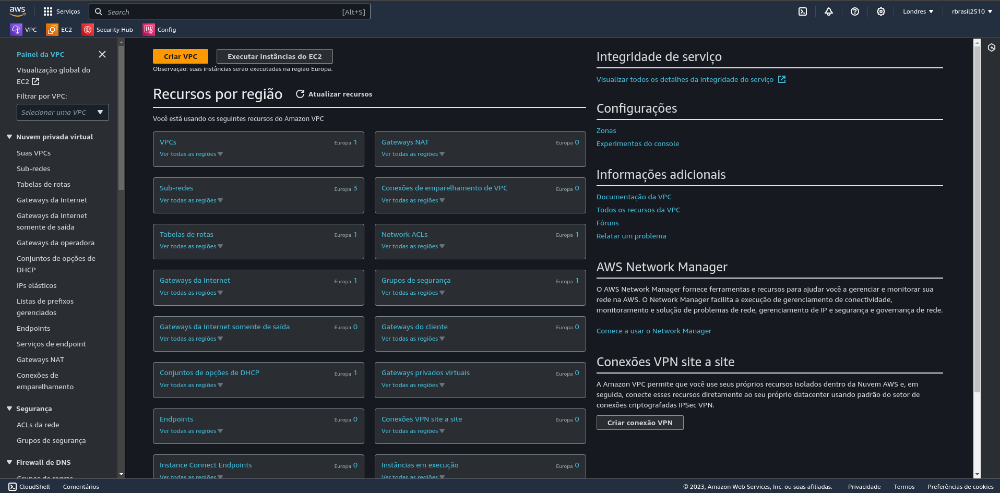 aws
Serviços
Search
[Alt+S]
Londres
rbrasil2510
VPC
EC2
Security Hub
Config
Painel da VPC
Visualização global do
EC2
Filtrar por VPC:
Selecionar uma VPC
Nuvem privada virtual
Suas VPCs
Sub-redes
Tabelas de rotas
Gateways da Internet
Gateways da Internet
somente de saída
Gateways da operadora
Conjuntos de opções de
DHCP
IPs elásticos
Listas de prefixos
gerenciados
Endpoints
Serviços de endpoint
Gateways NAT
Conexões de
emparelhamento
Segurança
ACLs da rede
Grupos de segurança
Firewall de DNS
Grupos de regras
Criar VPC
Executar instâncias do EC2
Observação: suas instâncias serão executadas na região Europa.
Recursos por região
Atualizar recursos
Você está usando os seguintes recursos do Amazon VPC
VPCs
Europa 1
Ver todas as regiões
Gateways NAT
Europa 0
Ver todas as regiões
Sub-redes
Europa 3
Ver todas as regiões
Conexões de emparelhamento de VPC
Europa 0
Ver todas as regiões
Tabelas de rotas
Europa 1
Ver todas as regiões
Network ACLs
Europa 1
Ver todas as regiões
Gateways da Internet
Europa 1
Ver todas as regiões
Grupos de segurança
Europa 1
Ver todas as regiões
Gateways da Internet somente de saída
Europa 0
Ver todas as regiões
Gateways do cliente
Europa 0
Ver todas as regiões
Conjuntos de opções de DHCP
Europa 1
Ver todas as regiões
Gateways privados virtuais
Europa 0
Ver todas as regiões
Endpoints
Europa 0
Ver todas as regiões
Conexões VPN site a site
Europa 0
Ver todas as regiões
Instance Connect Endpoints
Europa 0
Ver todas as regiões
Instâncias em execução
Europa 0
Ver todas as regiões
Integridade de serviço
Visualizar todos os detalhes da integridade do serviço
Configurações
Zonas
Experimentos do console
Informações adicionais
Documentação da VPC
Todos os recursos da VPC
Fóruns
Relatar um problema
AWS Network Manager
O AWS Network Manager fornece ferramentas e recursos para ajudar você a gerenciar e monitorar sua
rede na AWS. O Network Manager facilita a execução de gerenciamento de conectividade,
monitoramento e solução de problemas de rede, gerenciamento de IP e segurança e governança de rede.
Comece a usar o Network Manager
Conexões VPN site a site
A Amazon VPC permite que você use seus próprios recursos isolados dentro da Nuvem AWS e, em
seguida, conecte esses recursos diretamente ao seu próprio datacenter usando padrão do setor de
conexões criptografadas IPSec VPN.
Criar conexão VPN
CloudShell
Comentários
© 2023, Amazon Web Services, Inc. ou suas afiliadas.
Privacidade
Termos
Preferências de cookies